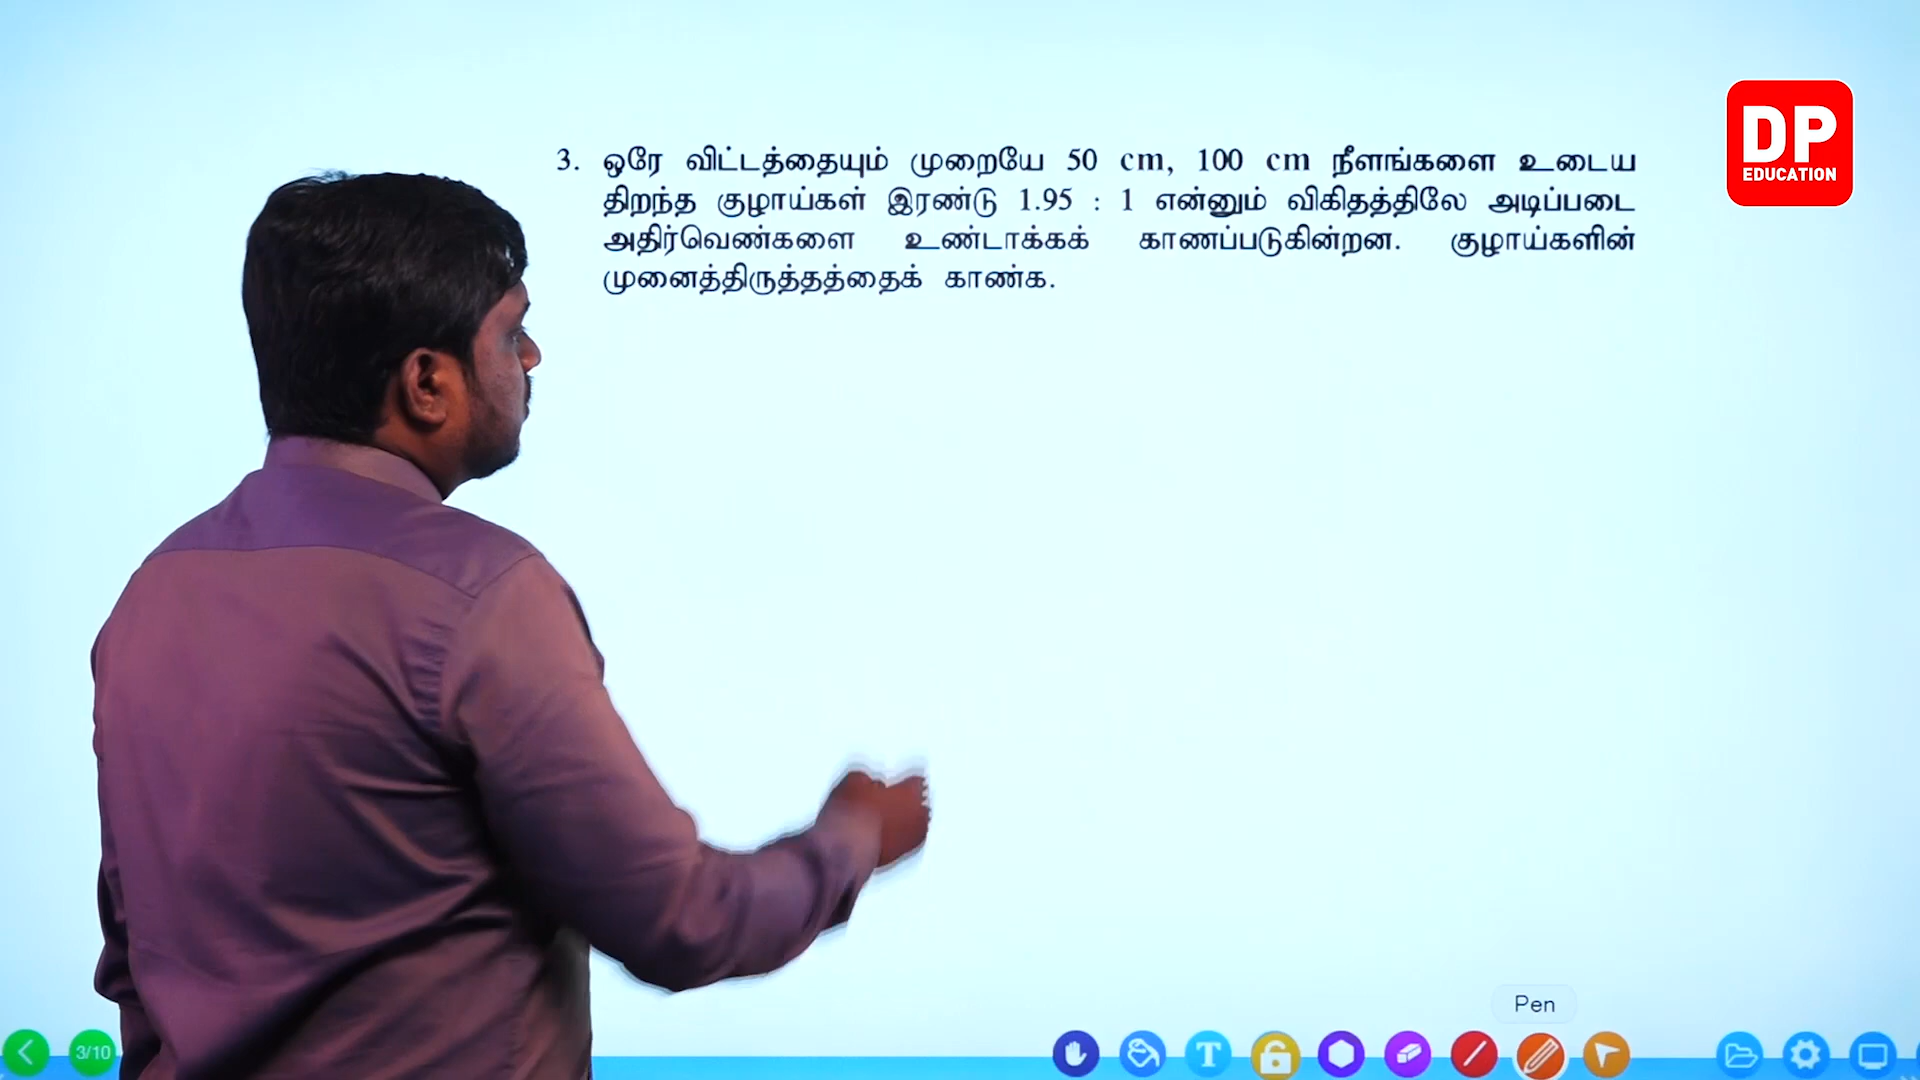 3. ஒரே விட்டத்தையும் முறையே 50 cm, 100 cm நீளங்களை உடைய
திறந்த குழாய்கள் இரண்டு 1.95 : 1 என்னும் விகிதத்திலே அடிப்படை
அதிர்வெண்களை உண்டாக்கக் காணப்படுகின்றன. குழாய்களின்
முனைத்திருத்தத்தைக் காண்க.
DP
EDUCATION
Pen
3/10
T